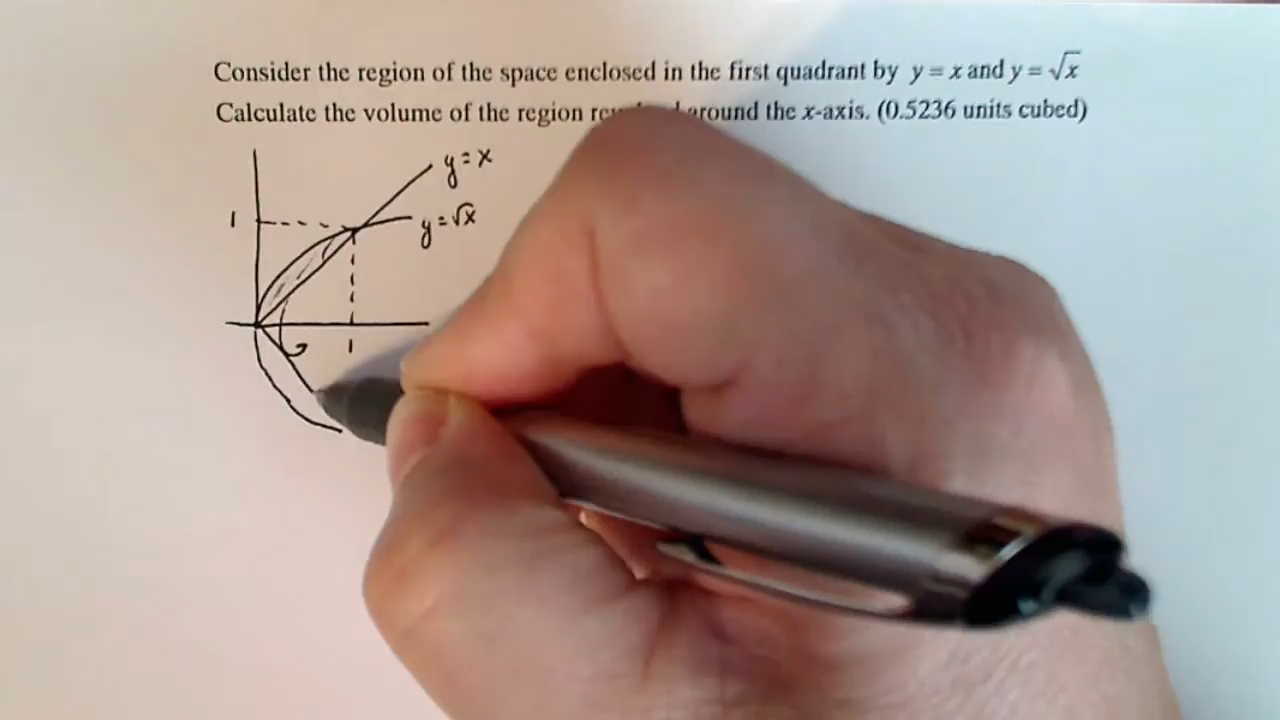 Consider the region of the space enclosed in the first quadrant by y = x and y = √x
Calculate the volume of the region around the x-axis. (0.5236 units cubed)
y = x
1
y = √x
1